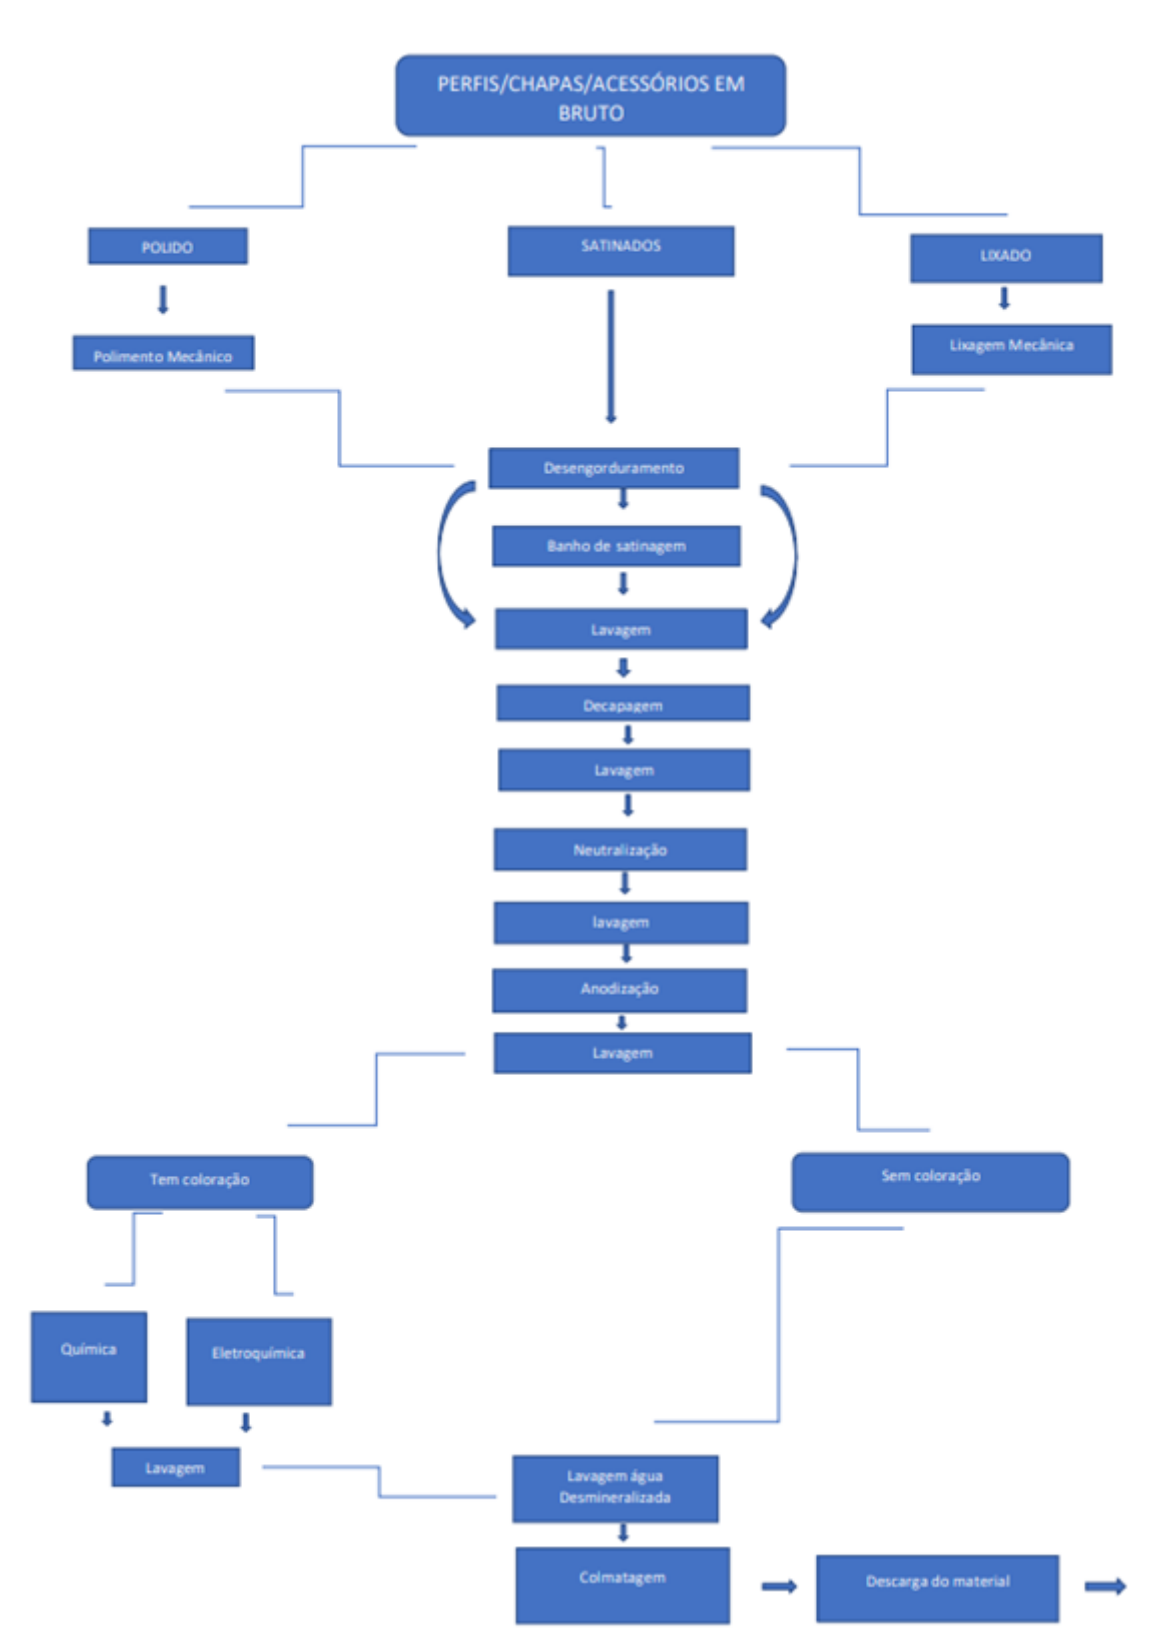 PERFIS/CHAPAS/ACESSÓRIOS EM
BRUTO
POLIDO
SATINADOS
LIXADO
Polimento Mecânico
Lixagem Mecânica
Desengorduramento
Banho de satinagem
Lavagem
Decapagem
Lavagem
Neutralização
lavagem
Anodização
Lavagem
Tem coloração
Sem coloração
Química
Eletroquímica
Lavagem
Lavagem água
Desmineralizada
Colmatagem
Descarga do material